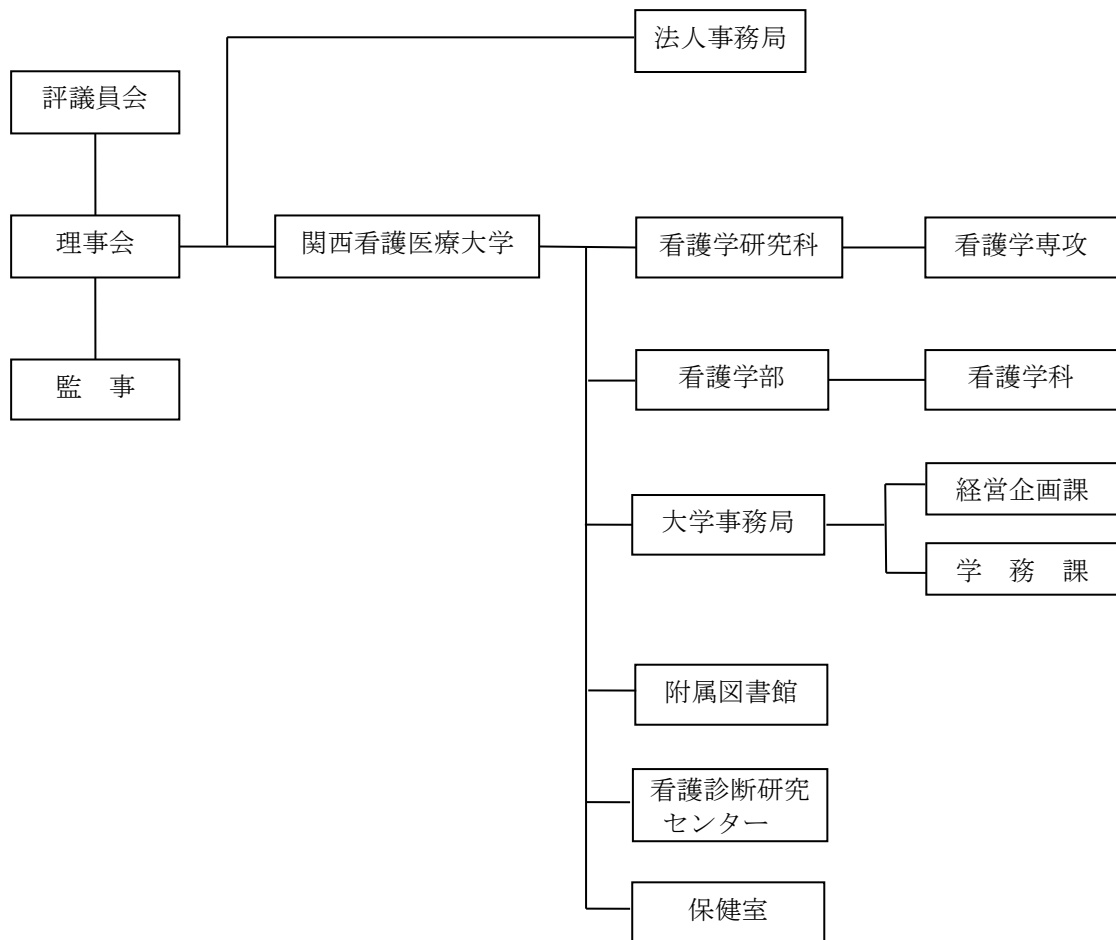 法人事務局
評議員会
理事会
関西看護医療大学
看護学研究科
看護学専攻
監　事
看護学部
看護学科
大学事務局
経営企画課
学　務　課
附属図書館
看護診断研究
センター
保健室